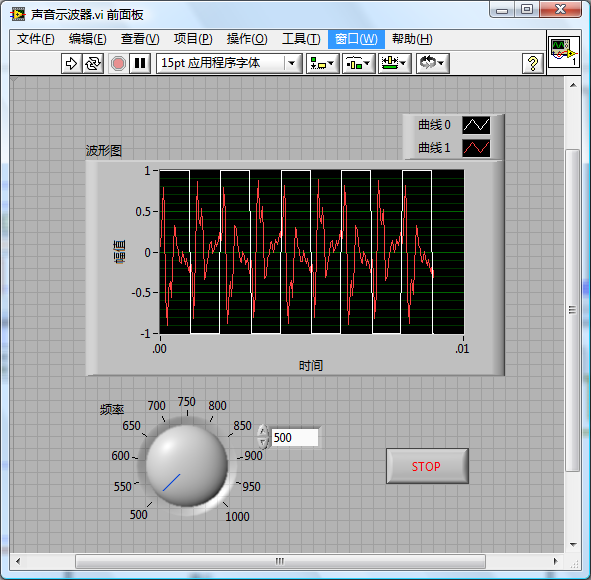 声音示波器.vi 前面板
文件(F) 编辑(E) 查看(V) 项目(P) 操作(O) 工具(T) 窗口(W) 帮助(H)
15pt 应用程序字体
1
曲线 0
曲线 1
波形图
1
0.5
0
-0.5
-1
幅值
.00 .01
时间
频率
500
550
600
650
700
750
800
850
900
950
1000
500
STOP